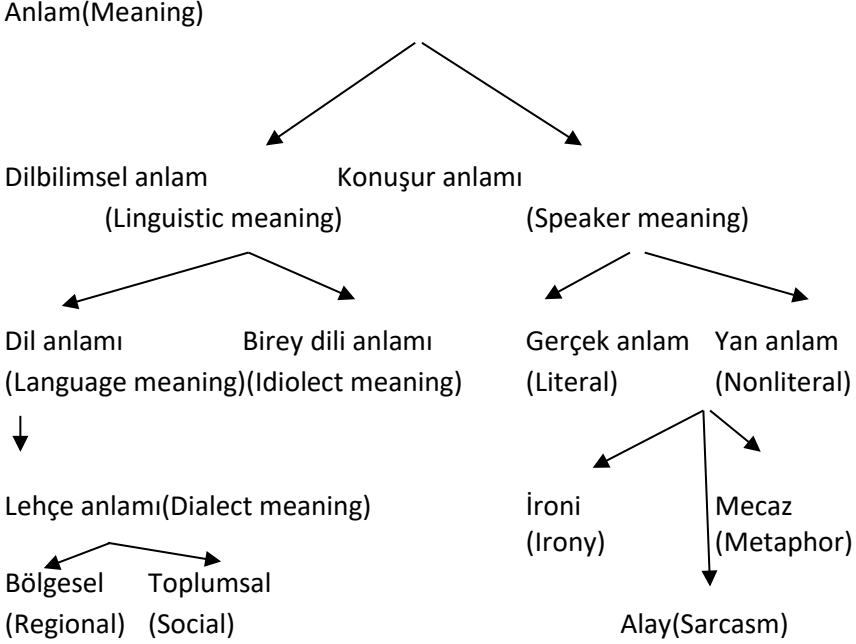 Anlam(Meaning)
Dilbilimsel anlam Konuşur anlamı
(Linguistic meaning) (Speaker meaning)
Dil anlamı Birey dili anlamı Gerçek anlam Yan anlam
(Language meaning)(Idiolect meaning) (Literal) (Nonliteral)
Lehçe anlamı(Dialect meaning) İroni Mecaz
(Irony) (Metaphor)
Bölgesel Toplumsal
(Regional) (Social) Alay(Sarcasm)